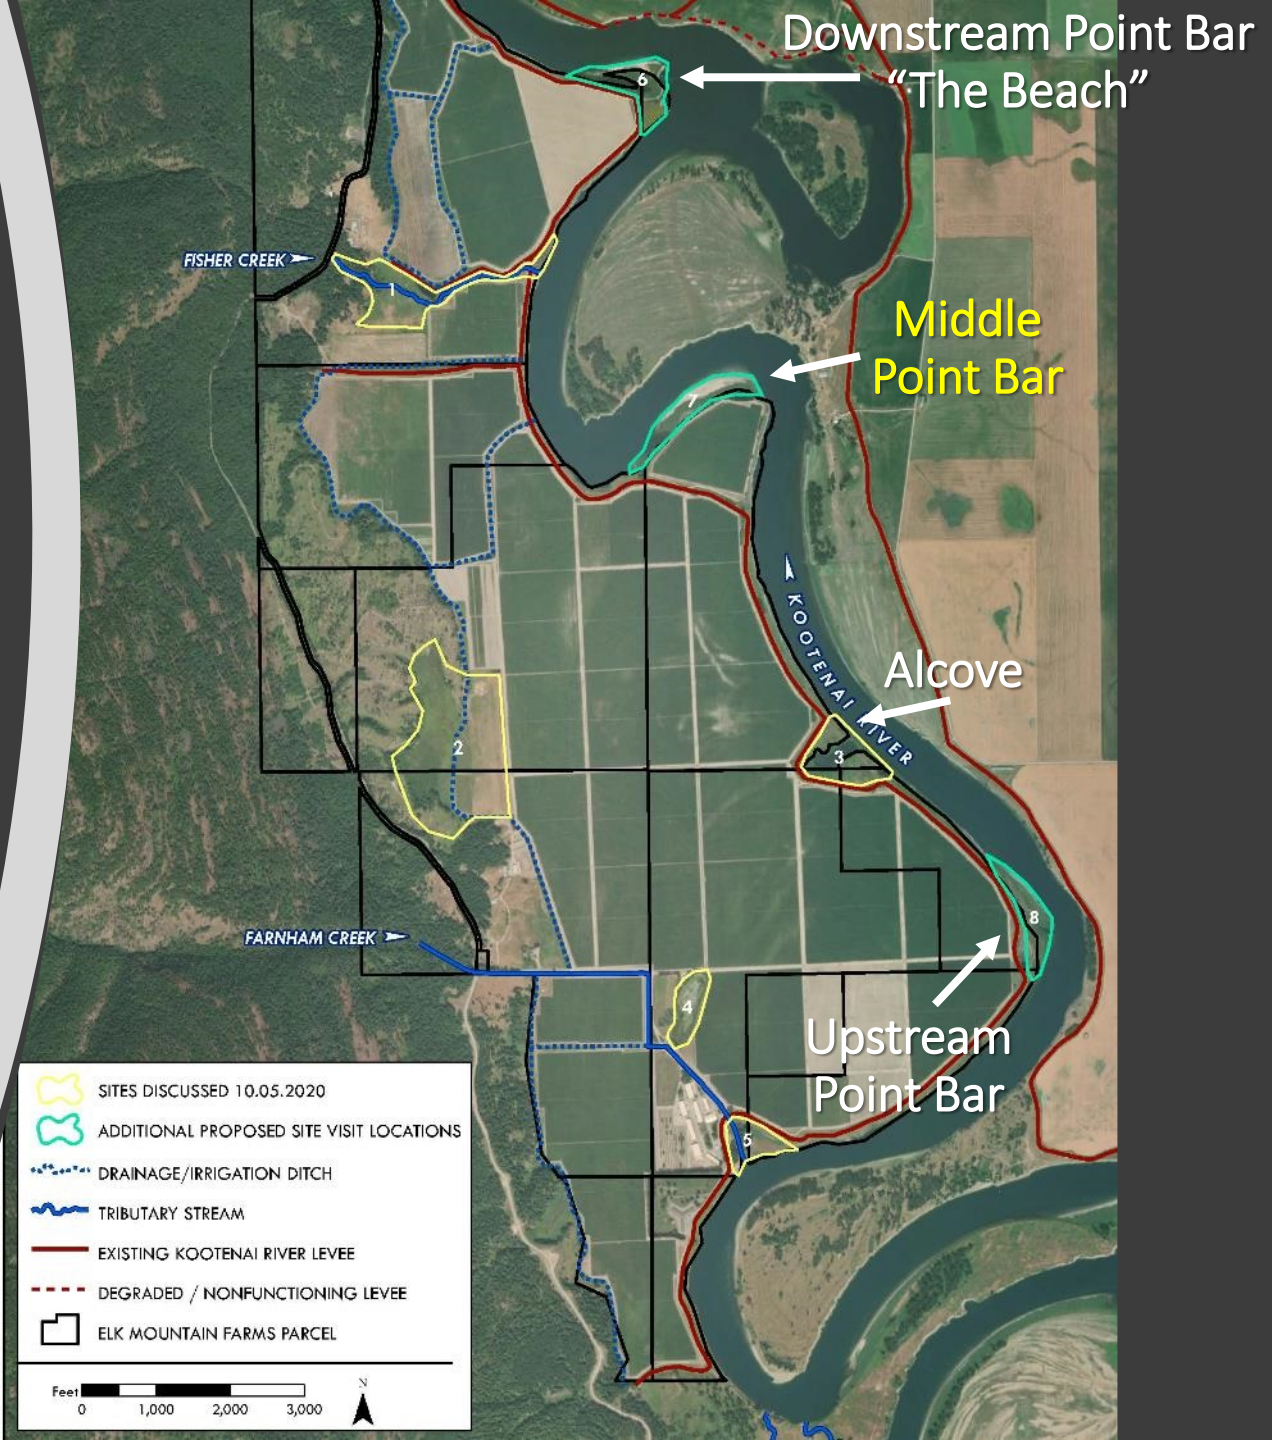 Downstream Point Bar
“The Beach”
6
FISHER CREEK
1
Middle
Point Bar
7
KOOTENAI RIVER
Alcove
2
3
8
FARNHAM CREEK
4
Upstream
Point Bar
5
SITES DISCUSSED 10.05.2020
ADDITIONAL PROPOSED SITE VISIT LOCATIONS
DRAINAGE/IRRIGATION DITCH
TRIBUTARY STREAM
EXISTING KOOTENAI RIVER LEVEE
DEGRADED / NONFUNCTIONING LEVEE
ELK MOUNTAIN FARMS PARCEL
Feet
0 1,000 2,000 3,000
N